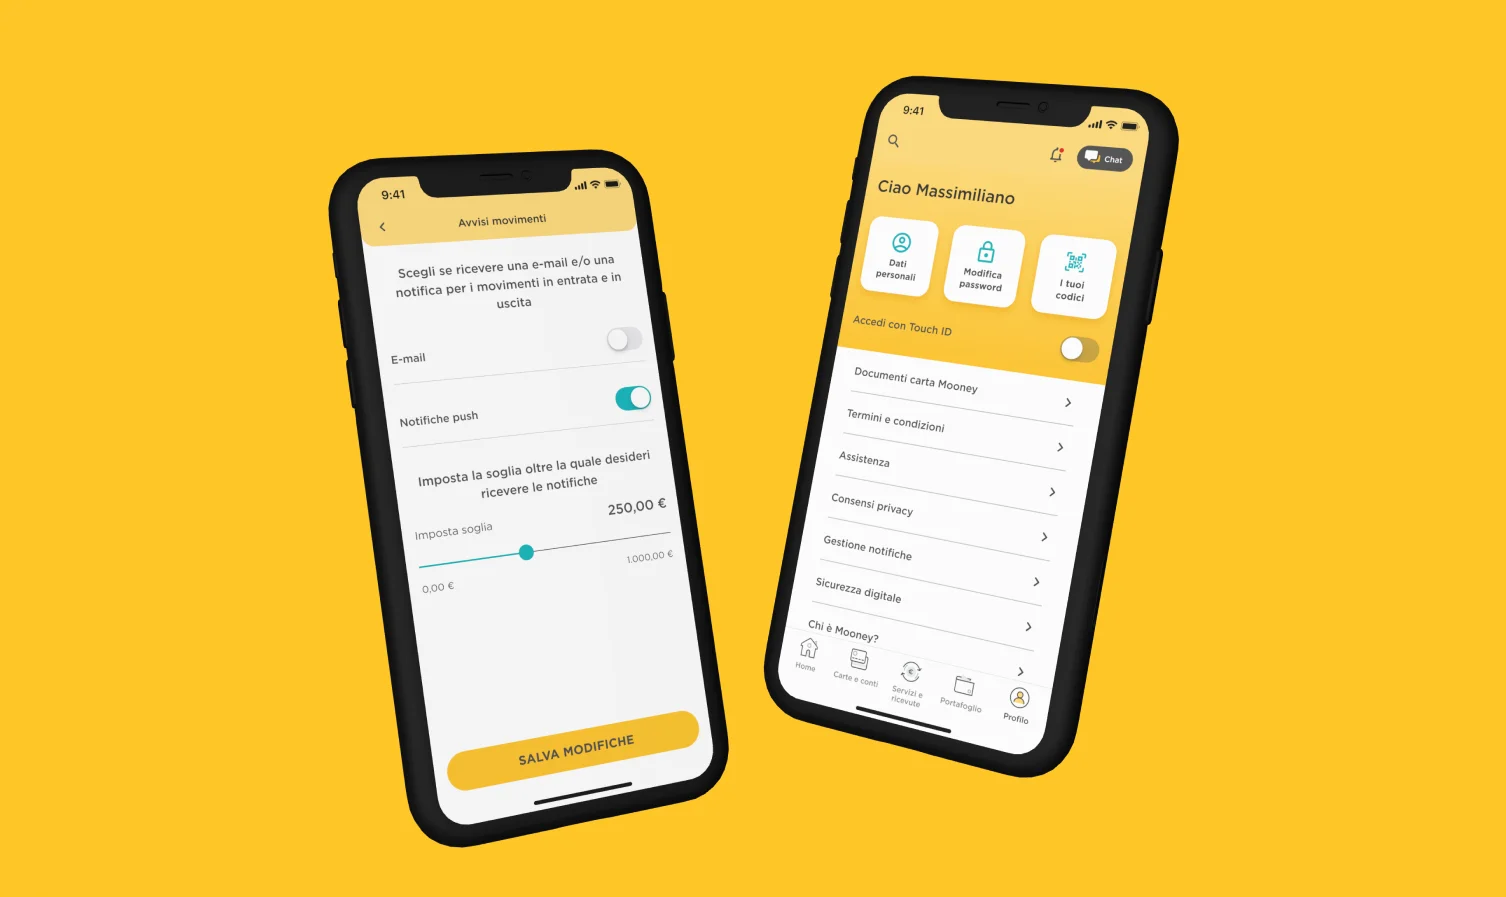 9:41
Avvisi movimenti
Scegli se ricevere una e-mail e/o una
notifica per i movimenti in entrata e in
uscita
E-mail
Notifiche push
Imposta la soglia oltre la quale desideri
ricevere le notifiche
250,00 €
Imposta soglia
0,00 €
1.000,00 €
SALVA MODIFICHE
9:41
Chat
Ciao Massimiliano
Dati
personali
Modifica
password
I tuoi
codici
Accedi con Touch ID
Documenti carta Mooney
Termini e condizioni
Assistenza
Consensi privacy
Gestione notifiche
Sicurezza digitale
Chi è Mooney?
Home
Carte e conti
Servizi e
ricevute
Portafoglio
Profilo